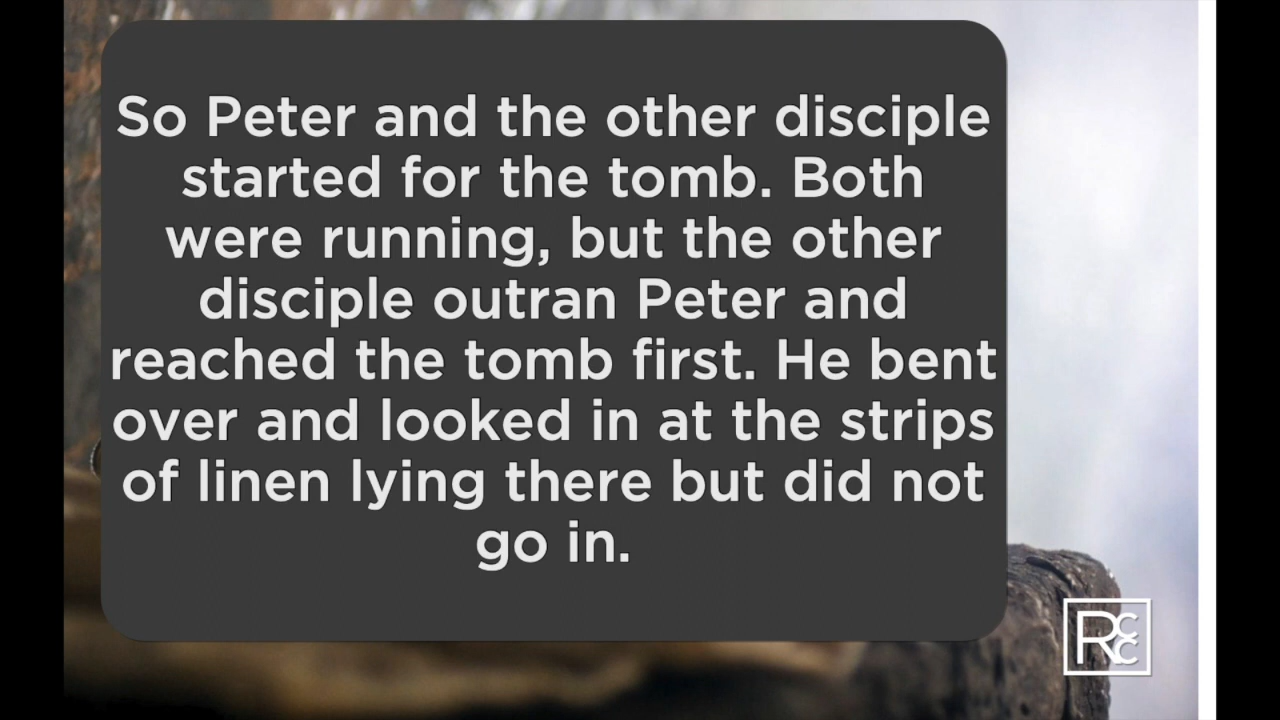 So Peter and the other disciple
started for the tomb. Both
were running, but the other
disciple outran Peter and
reached the tomb first. He bent
over and looked in at the strips
of linen lying there but did not
go in.
RCCC